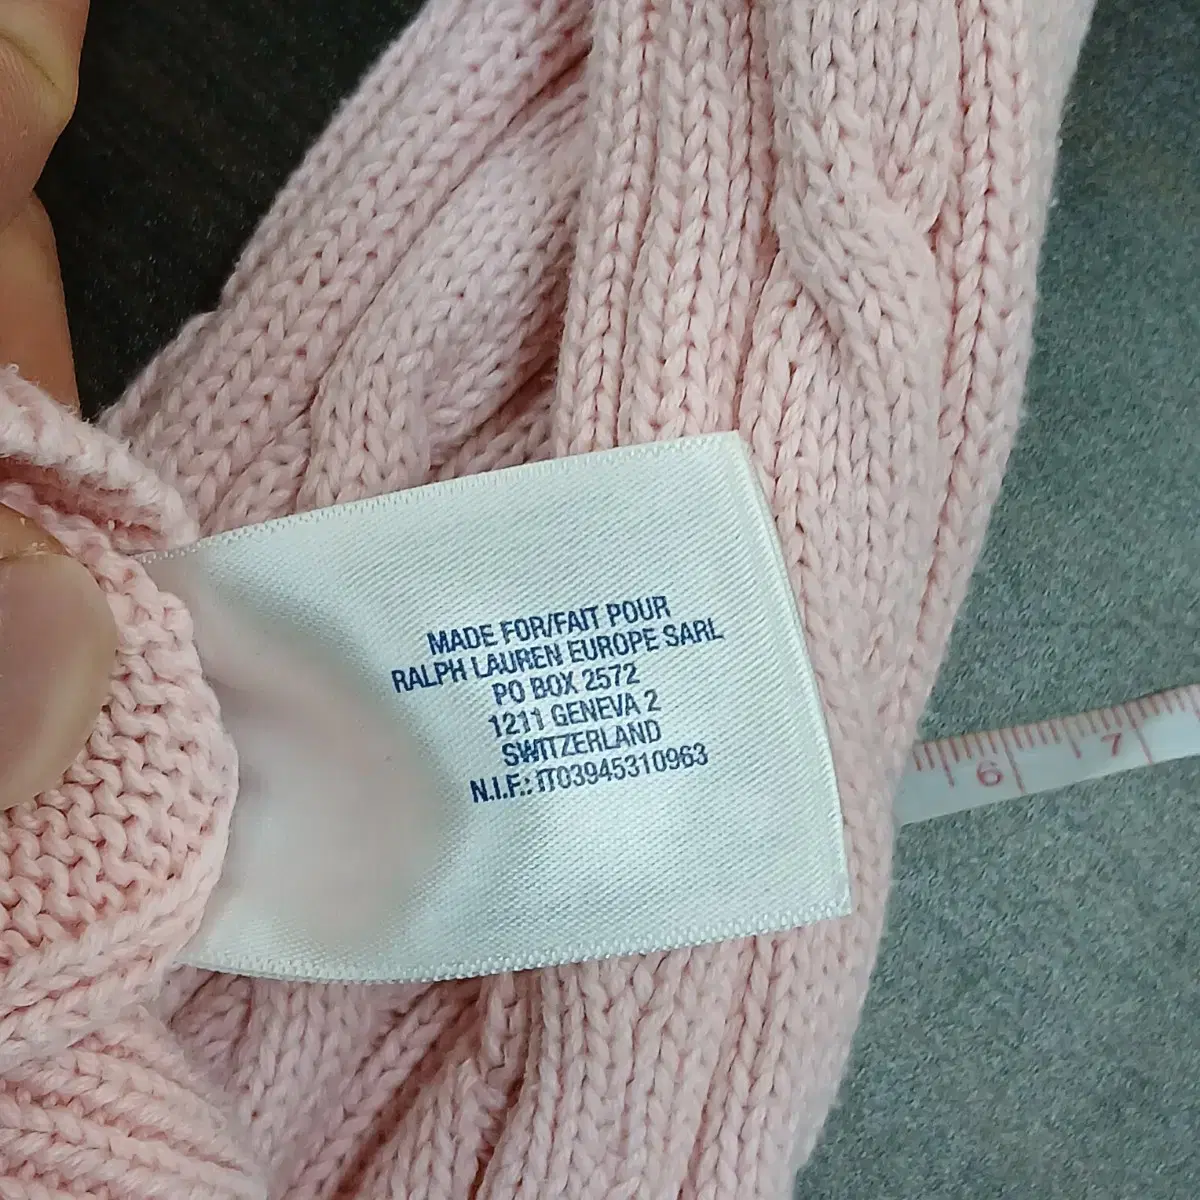 MADE FOR/FAIT POUR
RALPH LAUREN EUROPE SARL
PO BOX 2572
1211 GENEVA 2
SWITZERLAND
N.I.F.: IT03945310963
6 7